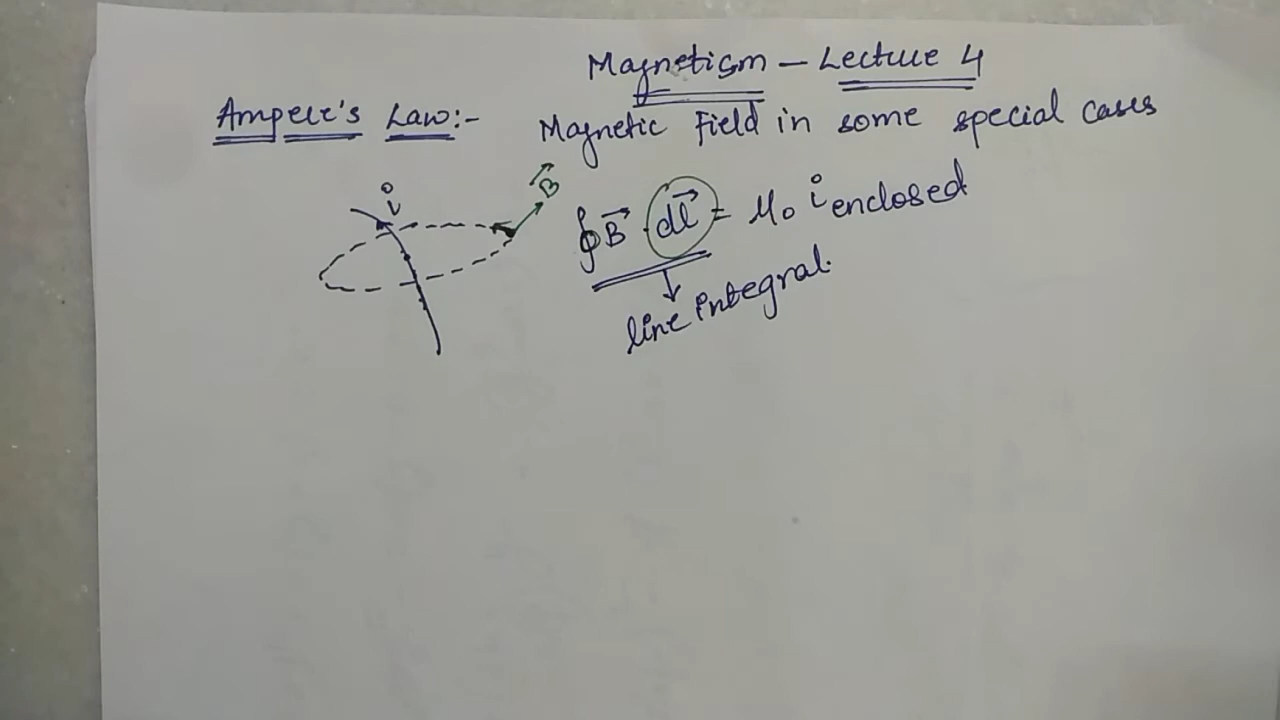 Magnetism – Lecture 4
Ampere's Law:- Magnetic Field in some special cases
i
B⃗
∮B⃗ · dl⃗ = μ₀ i enclosed
line integral.